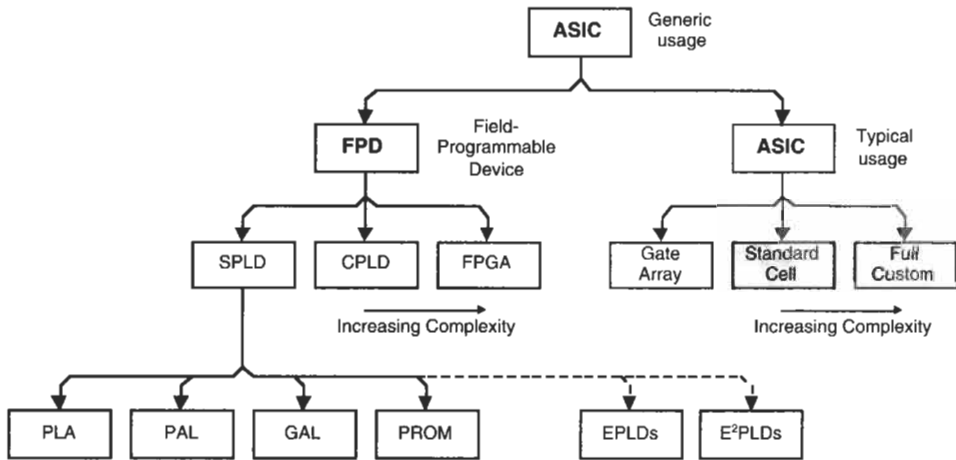 ASIC
Generic
usage
FPD
Field-
Programmable
Device
ASIC
Typical
usage
SPLD
CPLD
FPGA
Gate
Array
Standard
Cell
Full
Custom
Increasing Complexity
Increasing Complexity
PLA
PAL
GAL
PROM
EPLDs
E²PLDs